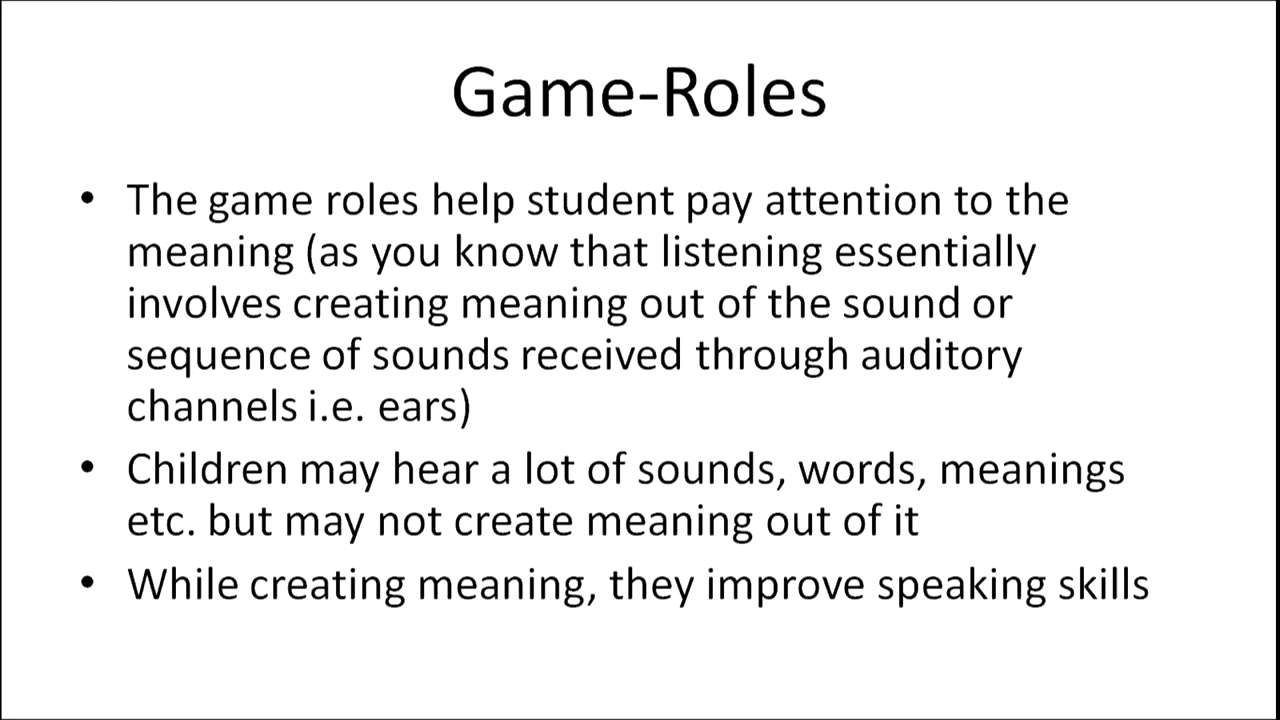 Game-Roles
• The game roles help student pay attention to the
meaning (as you know that listening essentially
involves creating meaning out of the sound or
sequence of sounds received through auditory
channels i.e. ears)
• Children may hear a lot of sounds, words, meanings
etc. but may not create meaning out of it
• While creating meaning, they improve speaking skills